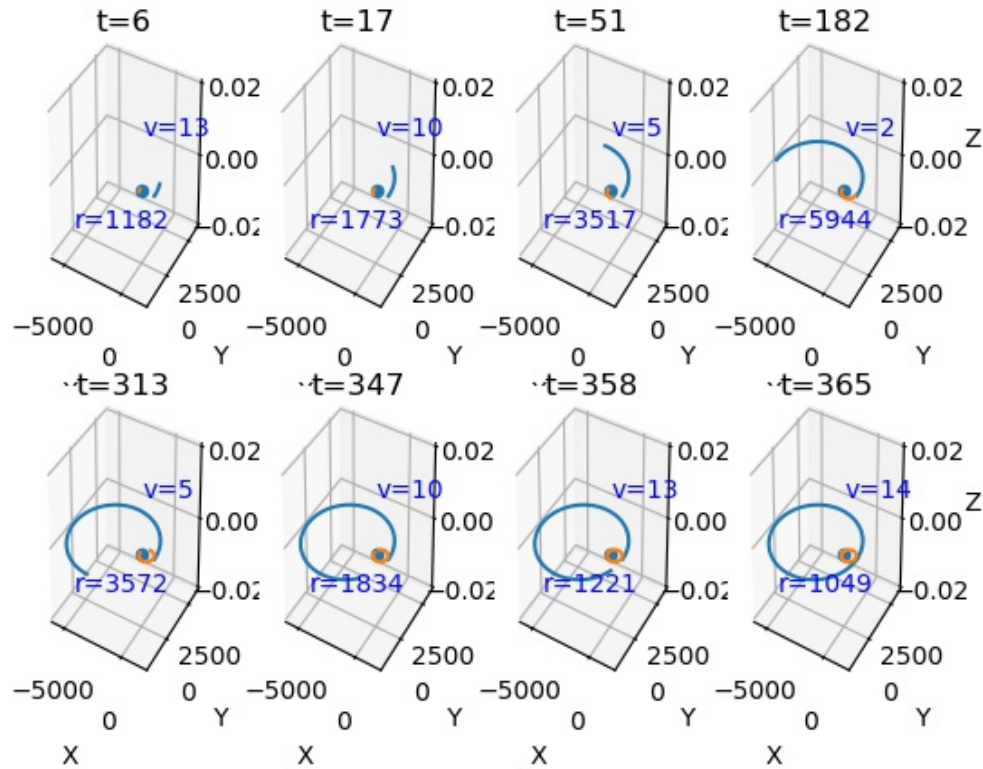 t=6 t=17 t=51 t=182
0.02 0.02 0.02 0.02
v=13 v=10 v=5 v=2
0.00 0.00 0.00 0.00 Z
r=1182 r=1773 r=3517 r=5944
−0.02 −0.02 −0.02 −0.02
2500 2500 2500 2500
−5000 0 −5000 0 −5000 0 −5000 0
0 Y 0 Y 0 Y 0 Y
t=313 t=347 t=358 t=365
0.02 0.02 0.02 0.02
v=5 v=10 v=13 v=14
0.00 0.00 0.00 0.00 Z
r=3572 r=1834 r=1221 r=1049
−0.02 −0.02 −0.02 −0.02
2500 2500 2500 2500
−5000 0 −5000 0 −5000 0 −5000 0
0 Y 0 Y 0 Y 0 Y
X X X X